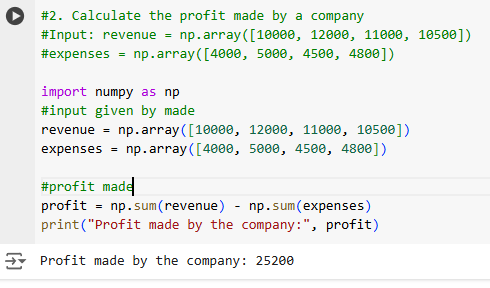 #2. Calculate the profit made by a company
#Input: revenue = np.array([10000, 12000, 11000, 10500])
#expenses = np.array([4000, 5000, 4500, 4800])
import numpy as np
#input given by made
revenue = np.array([10000, 12000, 11000, 10500])
expenses = np.array([4000, 5000, 4500, 4800])
#profit made
profit = np.sum(revenue) - np.sum(expenses)
print("Profit made by the company:", profit)
Profit made by the company: 25200